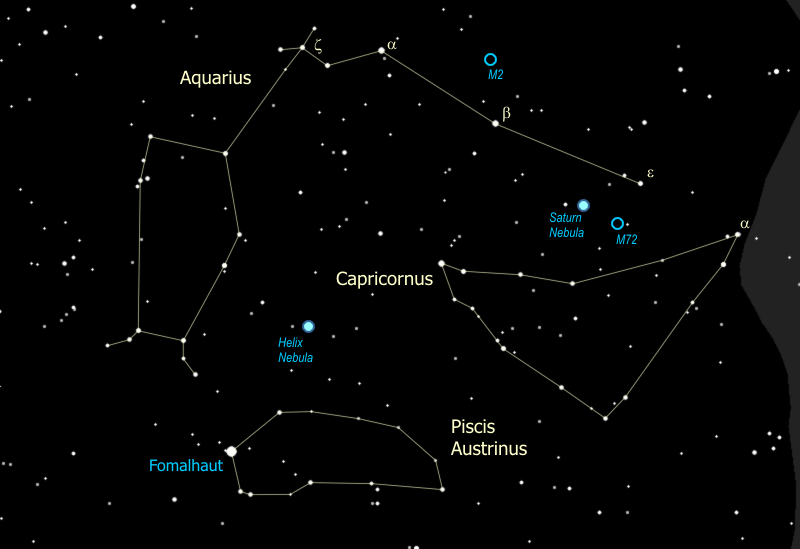 ζ
α
M2
Aquarius
β
ε
Saturn
Nebula
α
M72
Capricornus
Helix
Nebula
Piscis
Austrinus
Fomalhaut